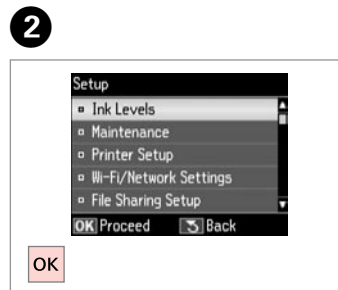 2
Setup
Ink Levels
Maintenance
Printer Setup
Wi-Fi/Network Settings
File Sharing Setup
OK Proceed Back
OK